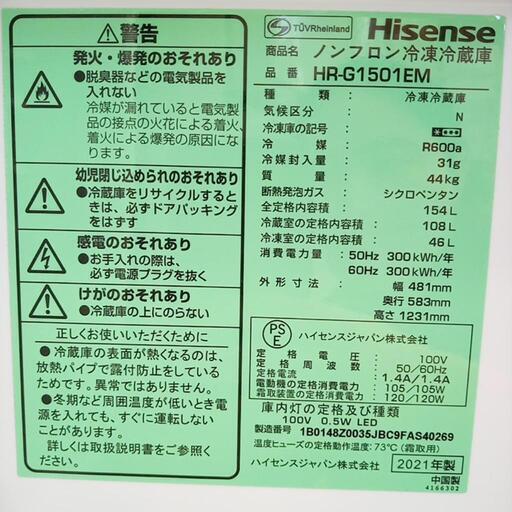 警告
発火・爆発のおそれあり
●脱臭器などの電気製品を
入れない
冷媒が漏れていると電気製
品の接点の火花による着火、
着火による爆発の原因にな
ります。
幼児閉じ込められのおそれあり
●冷蔵庫をリサイクルするとき
は、必ずドアパッキング
をはずす
感電のおそれあり
●お手入れの際は、
必ず電源プラグを抜く
けがのおそれあり
●冷蔵庫の上にのらない
正しくお使いいただくために
●冷蔵庫の表面が熱くなるのは、
放熱パイプで露付防止をしている
ためです。異常ではありません。
●冬期など周囲温度が低いとき電
源を入れても、すぐに運転しない
ことがあります。
詳しくは取扱説明書をご参照く
ださい。
TÜVRheinland
Hisense
商品名 ノンフロン冷凍冷蔵庫
品番 HR-G1501EM
種類: 冷凍冷蔵庫
気候区分: N
冷凍庫の記号:
冷媒: R600a
冷媒封入量: 31g
質量: 44kg
断熱発泡ガス: シクロペンタン
全定格内容積: 154L
冷蔵室の定格内容積: 108L
冷凍室の定格内容積: 46L
消費電力量: 50Hz 300kWh/年
60Hz 300kWh/年
外形寸法: 幅 481mm
奥行 583mm
高さ 1231mm
PSE
ハイセンスジャパン株式会社
定格電圧: 100V
定格周波数: 50/60Hz
定格電流: 1.4A/1.4A
電動機の定格消費電力: 105/105W
霜取装置の定格消費電力: 120/120W
庫内灯の定格及び種類
100V 0.5W LED
製造番号 1B0148Z0035JBC9FAS40269
温度ヒューズの定格動作温度:73℃(霜取用)
ハイセンスジャパン株式会社
2021年製
中国製
4166302